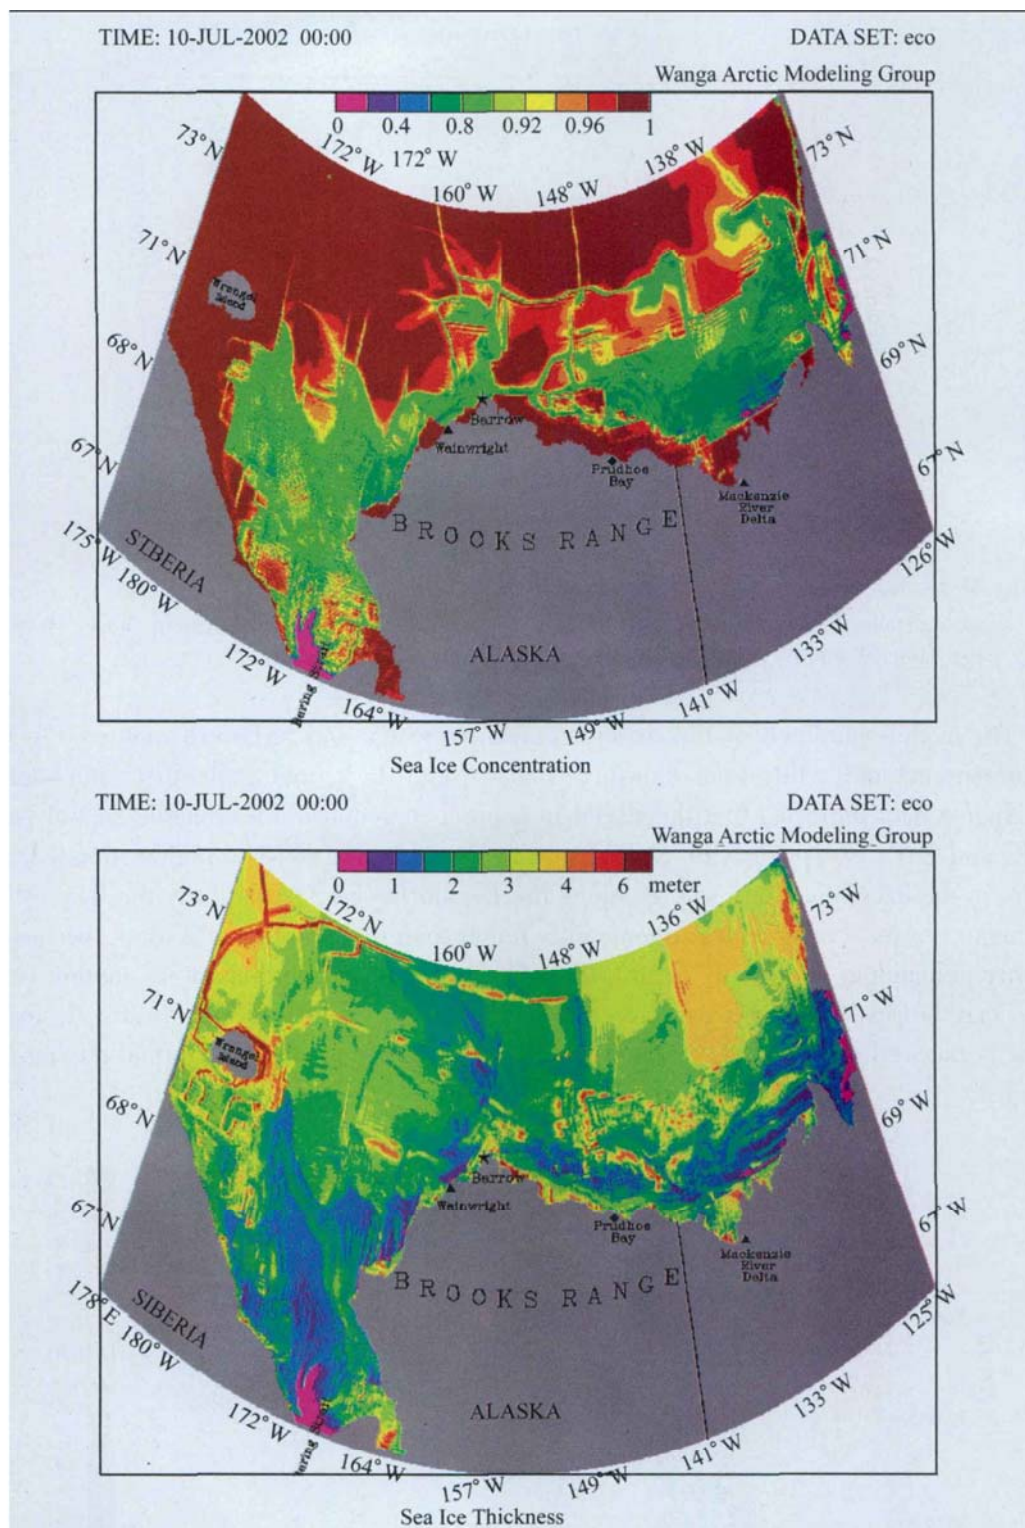 TIME: 10-JUL-2002 00:00
DATA SET: eco
Wanga Arctic Modeling Group
0 0.4 0.8 0.92 0.96 1
73°N
172°W
172°W
160°W
148°W
138°W
73°N
71°N
71°N
Wrangel
Island
68°N
69°N
Barrow
Wainwright
67°N
Prudhoe
Bay
67°N
Mackenzie
River
Delta
BROOKS RANGE
175°W
180°W
SIBERIA
126°W
ALASKA
133°W
172°W
Bering
164°W
141°W
157°W
149°W
Sea Ice Concentration
TIME: 10-JUL-2002 00:00
DATA SET: eco
Wanga Arctic Modeling Group
0 1 2 3 4 6 meter
73°N
172°N
160°W
148°W
136°W
73°W
71°N
71°W
Wrangel
Island
68°N
69°W
Barrow
Wainwright
67°N
Prudhoe
Bay
67°W
Mackenzie
River
Delta
BROOKS RANGE
178°E
180°W
SIBERIA
125°W
ALASKA
133°W
172°W
164°W
141°W
157°W
149°W
Sea Ice Thickness